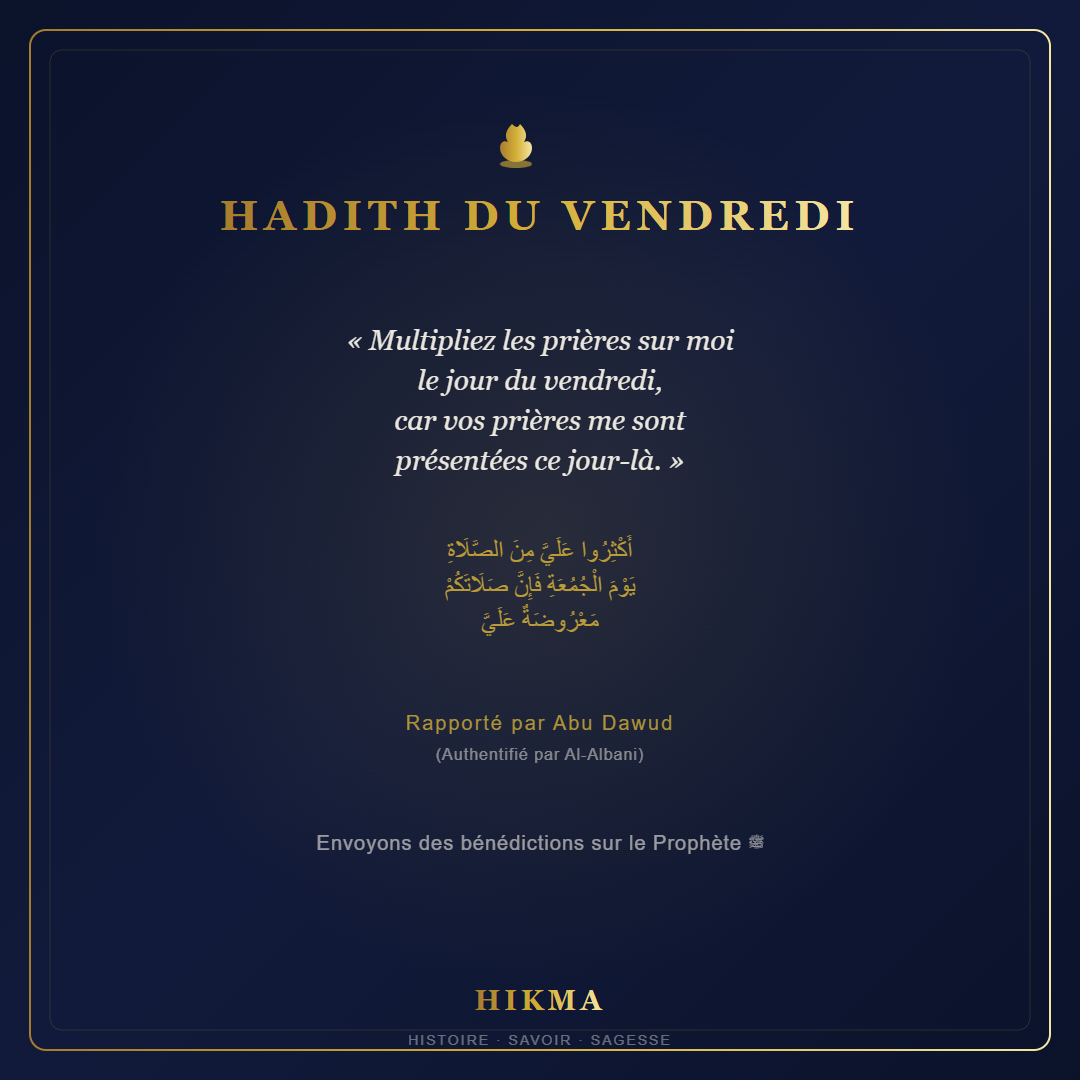 HADITH DU VENDREDI
« Multipliez les prières sur moi
le jour du vendredi,
car vos prières me sont
présentées ce jour-là. »
أَكْثِرُوا عَلَيَّ مِنَ الصَّلَاةِ
يَوْمَ الْجُمُعَةِ فَإِنَّ صَلَاتَكُمْ
مَعْرُوضَةٌ عَلَيَّ
Rapporté par Abu Dawud
(Authentifié par Al-Albani)
Envoyons des bénédictions sur le Prophète ﷺ
HIKMA
HISTOIRE · SAVOIR · SAGESSE